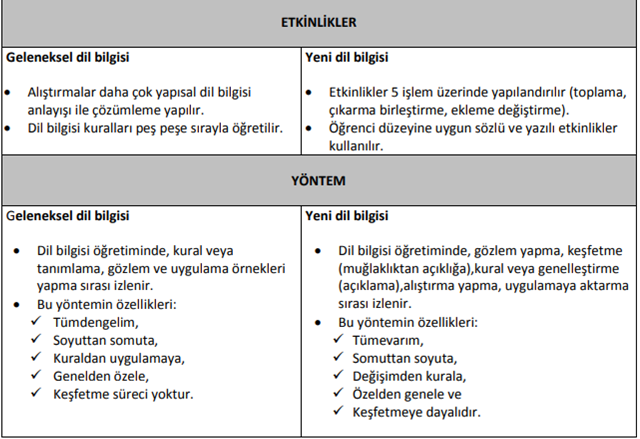 ETKİNLİKLER
Geleneksel dil bilgisi
• Alıştırmalar daha çok yapısal dil bilgisi
anlayışı ile çözümleme yapılır.
• Dil bilgisi kuralları peş peşe sırayla öğretilir.
Yeni dil bilgisi
• Etkinlikler 5 işlem üzerinde yapılandırılır (toplama,
çıkarma birleştirme, ekleme değiştirme).
• Öğrenci düzeyine uygun sözlü ve yazılı etkinlikler
kullanılır.
YÖNTEM
Geleneksel dil bilgisi
• Dil bilgisi öğretiminde, kural veya
tanımlama, gözlem ve uygulama örnekleri
yapma sırası izlenir.
• Bu yöntemin özellikleri:
✓ Tümdengelim,
✓ Soyuttan somuta,
✓ Kuraldan uygulamaya,
✓ Genelden özele,
✓ Keşfetme süreci yoktur.
Yeni dil bilgisi
• Dil bilgisi öğretiminde, gözlem yapma, keşfetme
(muğlaklıktan açıklığa),kural veya genelleştirme
(açıklama),alıştırma yapma, uygulamaya aktarma
sırası izlenir.
• Bu yöntemin özellikleri:
✓ Tümevarım,
✓ Somuttan soyuta,
✓ Değişimden kurala,
✓ Özelden genele ve
✓ Keşfetmeye dayalıdır.